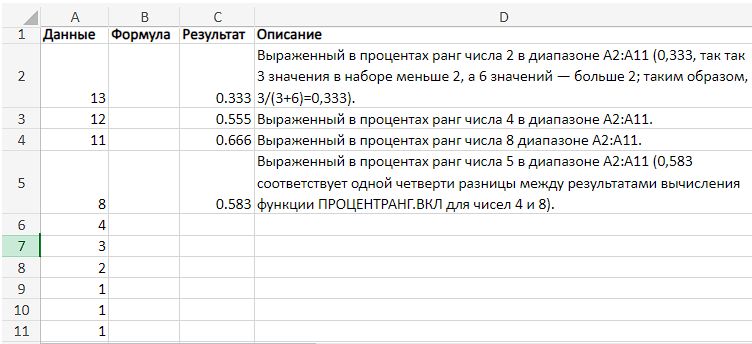 A B C D
1 Данные Формула Результат Описание
Выраженный в процентах ранг числа 2 в диапазоне A2:A11 (0,333, так так
3 значения в наборе меньше 2, а 6 значений — больше 2; таким образом,
2 13 0.333 3/(3+6)=0,333).
3 12 0.555 Выраженный в процентах ранг числа 4 в диапазоне A2:A11.
4 11 0.666 Выраженный в процентах ранг числа 8 диапазоне A2:A11.
Выраженный в процентах ранг числа 5 в диапазоне A2:A11 (0,583
соответствует одной четверти разницы между результатами вычисления
5 8 0.583 функции ПРОЦЕНТРАНГ.ВКЛ для чисел 4 и 8).
6 4
7 3
8 2
9 1
10 1
11 1